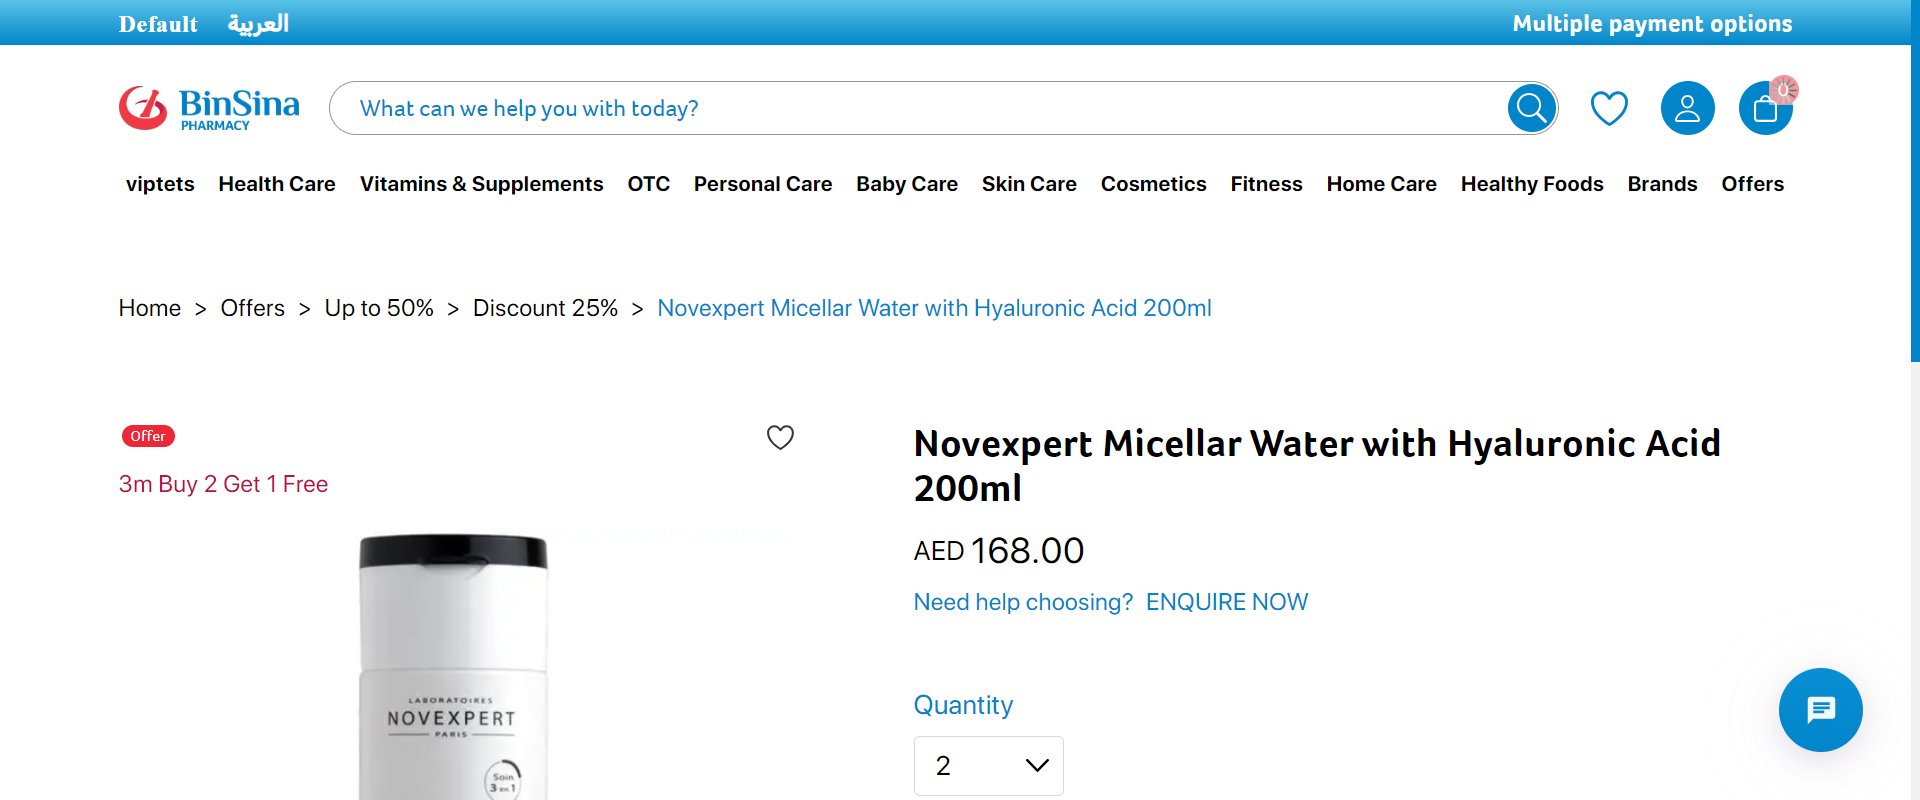 Default العربية
Multiple payment options
BinSina
PHARMACY
What can we help you with today?
0
viptets Health Care Vitamins & Supplements OTC Personal Care Baby Care Skin Care Cosmetics Fitness Home Care Healthy Foods Brands Offers
Home > Offers > Up to 50% > Discount 25% > Novexpert Micellar Water with Hyaluronic Acid 200ml
Offer
3m Buy 2 Get 1 Free
LABORATOIRES
NOVEXPERT
PARIS
Soin
3 en 1
Novexpert Micellar Water with Hyaluronic Acid
200ml
AED 168.00
Need help choosing? ENQUIRE NOW
Quantity
2